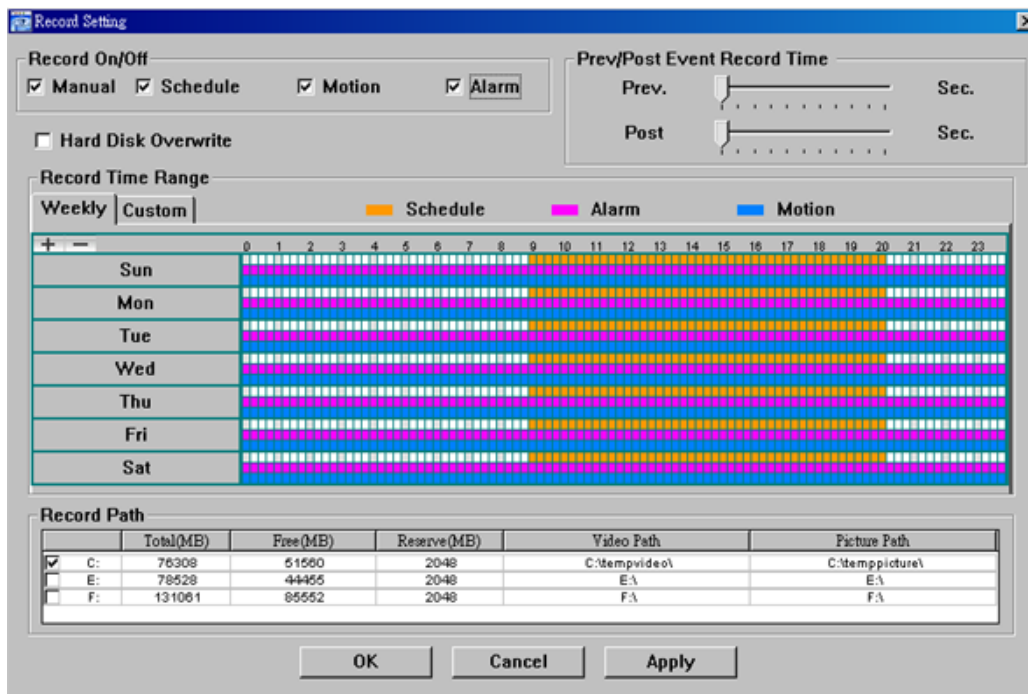 Record Setting
Record On/Off
Manual Schedule Motion Alarm
Prev/Post Event Record Time
Prev. Sec.
Post Sec.
Hard Disk Overwrite
Record Time Range
Weekly Custom
Schedule Alarm Motion
+ − 0 1 2 3 4 5 6 7 8 9 10 11 12 13 14 15 16 17 18 19 20 21 22 23
Sun
Mon
Tue
Wed
Thu
Fri
Sat
Record Path
Total(MB) Free(MB) Reserve(MB) Video Path Picture Path
C: 76308 51560 2048 C:\tempvideo\ C:\temppicture\
E: 78528 44455 2048 E:\ E:\
F: 131061 85552 2048 F:\ F:\
OK Cancel Apply